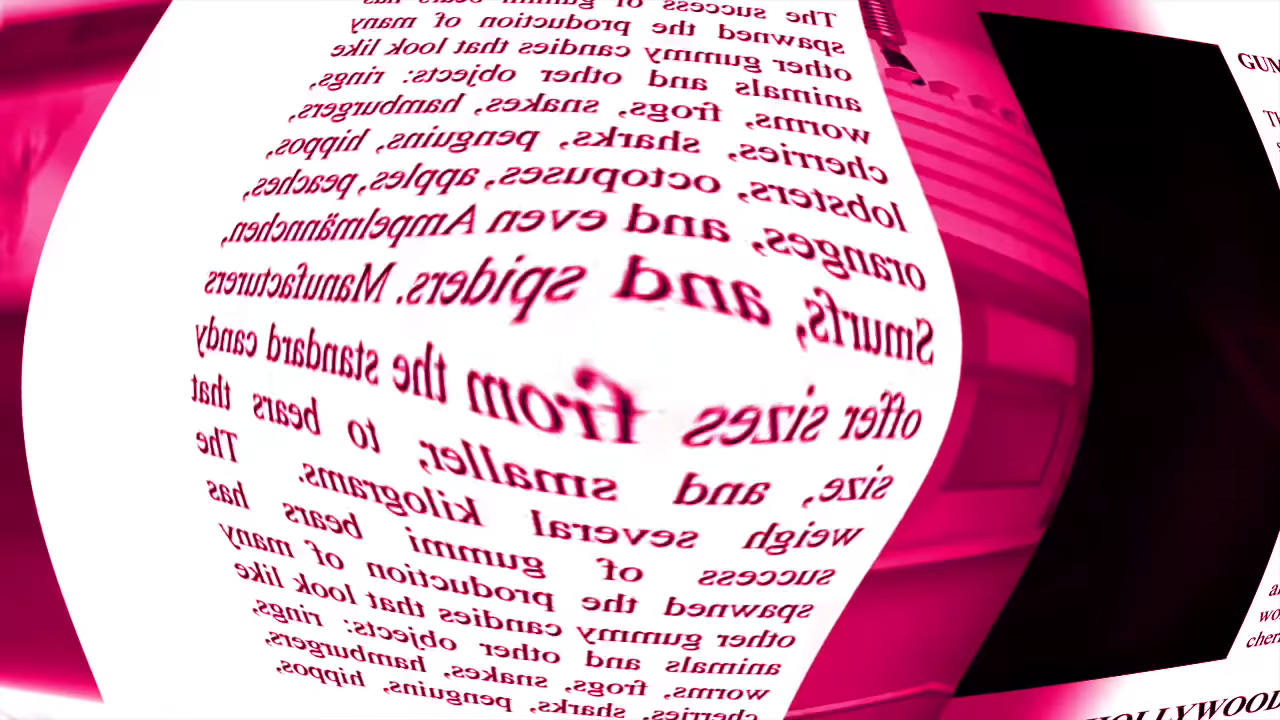 The success of gummi bears has
spawned the production of many
other gummy candies that look like
animals and other objects: rings,
worms, frogs, snakes, hamburgers,
cherries, sharks, penguins, hippos,
lobsters, octopuses, apples, peaches,
oranges, and even Ampelmännchen,
Smurfs, and spiders. Manufacturers
offer sizes from the standard candy
size, and smaller, to bears that
weigh several kilograms. The
success of gummi bears has
spawned the production of many
other gummy candies that look like
animals and other objects: rings,
worms, frogs, snakes, hamburgers,
cherries, sharks, penguins, hippos,
HOLLYWOOD